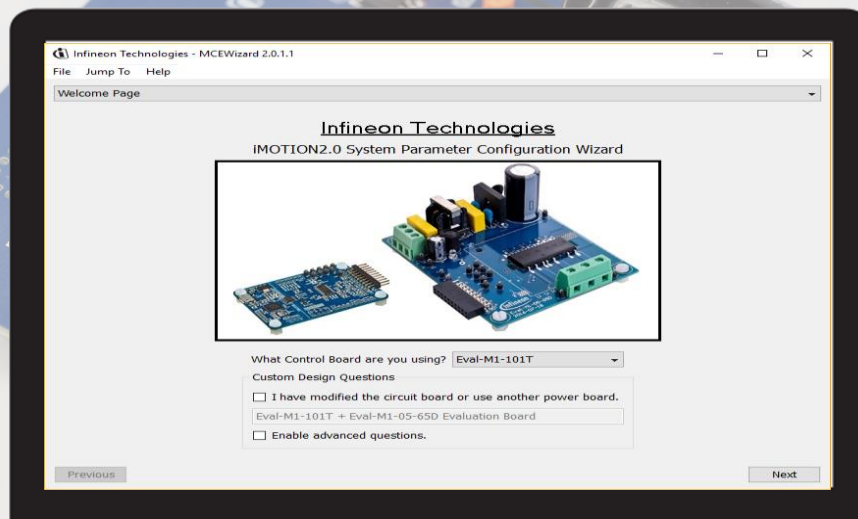 Infineon Technologies - MCEWizard 2.0.1.1
File Jump To Help
Welcome Page
Infineon Technologies
iMOTION2.0 System Parameter Configuration Wizard
What Control Board are you using? Eval-M1-101T
Custom Design Questions
I have modified the circuit board or use another power board.
Eval-M1-101T + Eval-M1-05-65D Evaluation Board
Enable advanced questions.
Previous
Next